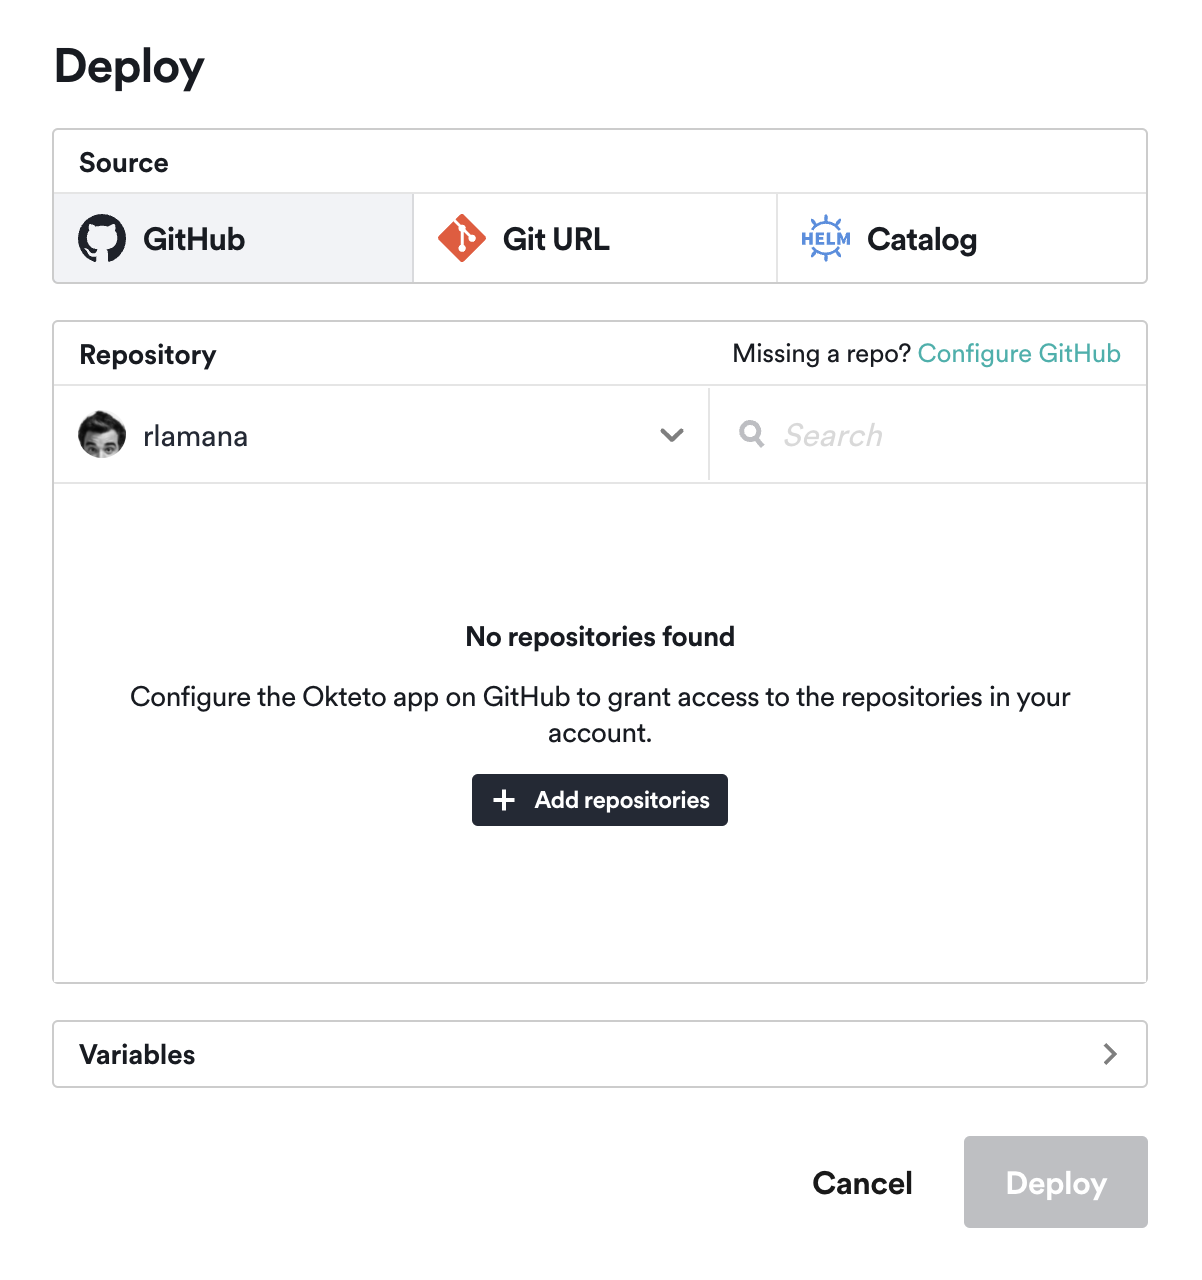 Deploy
Source
GitHub
Git URL
HELM Catalog
Repository
Missing a repo? Configure GitHub
rlamana
Search
No repositories found
Configure the Okteto app on GitHub to grant access to the repositories in your
account.
Add repositories
Variables
Cancel
Deploy